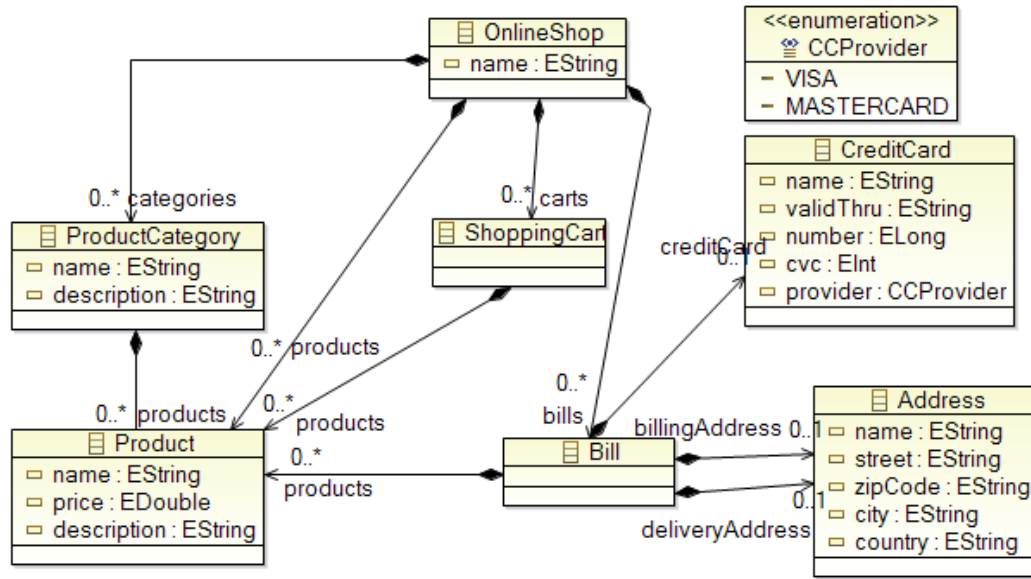 OnlineShop
name : EString
<<enumeration>>
CCProvider
VISA
MASTERCARD
CreditCard
name : EString
validThru : EString
number : ELong
cvc : EInt
provider : CCProvider
0..* categories
0..* carts
ProductCategory
name : EString
description : EString
ShoppingCart
creditCard
0..1
0..* products
0..*
bills
0..* products
0..*
products
Product
name : EString
price : EDouble
description : EString
0..*
products
Bill
billingAddress 0..1
0..1
deliveryAddress
Address
name : EString
street : EString
zipCode : EString
city : EString
country : EString